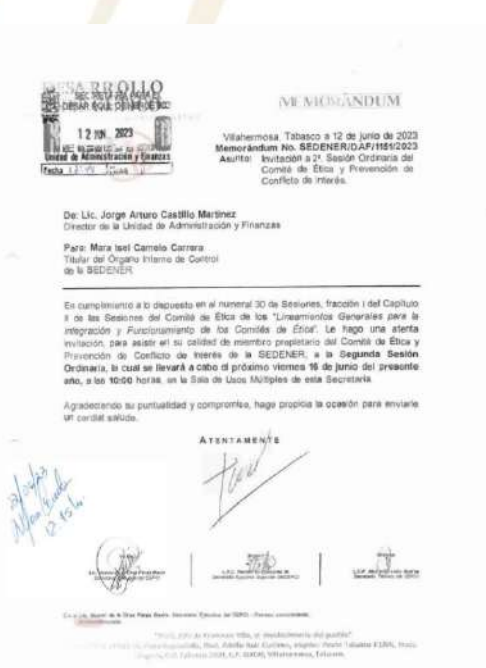 DESARROLLO
12 JUN. 2023
Unidad de Administración y Finanzas
Fecha
MEMORÁNDUM
Villahermosa, Tabasco a 12 de junio de 2023
Memorándum No. SEDENER/DAF/1181/2023
Asunto: Invitación a 2ª. Sesión Ordinaria del
Comité de Ética y Prevención de
Conflicto de Interés.
De: Lic. Jorge Arturo Castillo Martínez
Director de la Unidad de Administración y Finanzas
Para: Mara Isel Camelo Carrera
Titular del Órgano Interno de Control
de la SEDENER
En cumplimiento a lo dispuesto en el numeral 30 de Sesiones, fracción I del Capítulo
II de las Sesiones del Comité de Ética de los "Lineamientos Generales para la
Integración y Funcionamiento de los Comités de Ética". Le hago una atenta
invitación, para asistir en su calidad de miembro propietario del Comité de Ética y
Prevención de Conflicto de Interés de la SEDENER, a la Segunda Sesión
Ordinaria, la cual se llevará a cabo el próximo viernes 16 de junio del presente
año, a las 10:00 horas, en la Sala de Usos Múltiples de esta Secretaría.
Agradeciendo su puntualidad y compromiso, hago propicia la ocasión para enviarle
un cordial saludo.
ATENTAMENTE